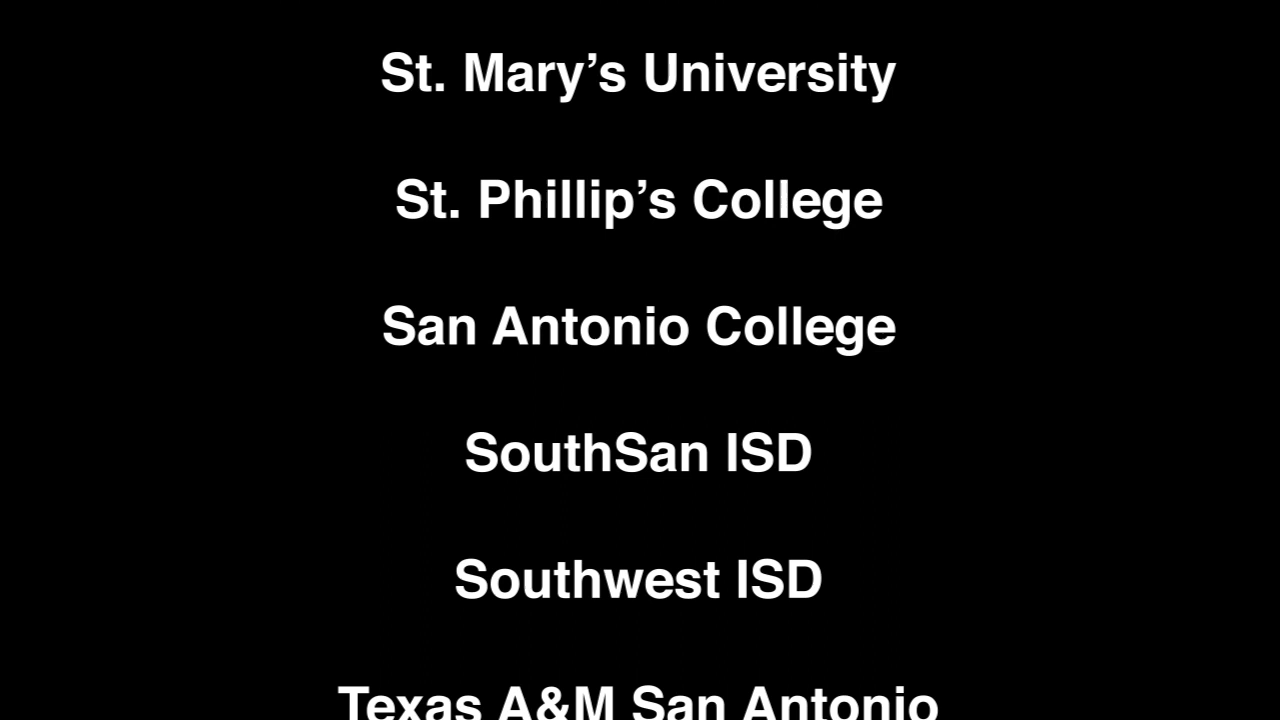 St. Mary’s University
St. Phillip’s College
San Antonio College
SouthSan ISD
Southwest ISD
Texas A&M San Antonio